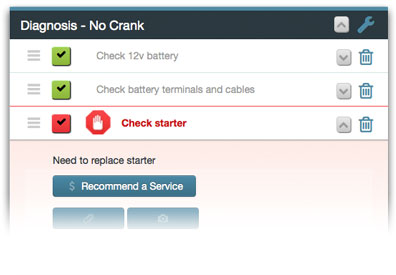 Diagnosis - No Crank
Check 12v battery
Check battery terminals and cables
Check starter
Need to replace starter
$ Recommend a Service